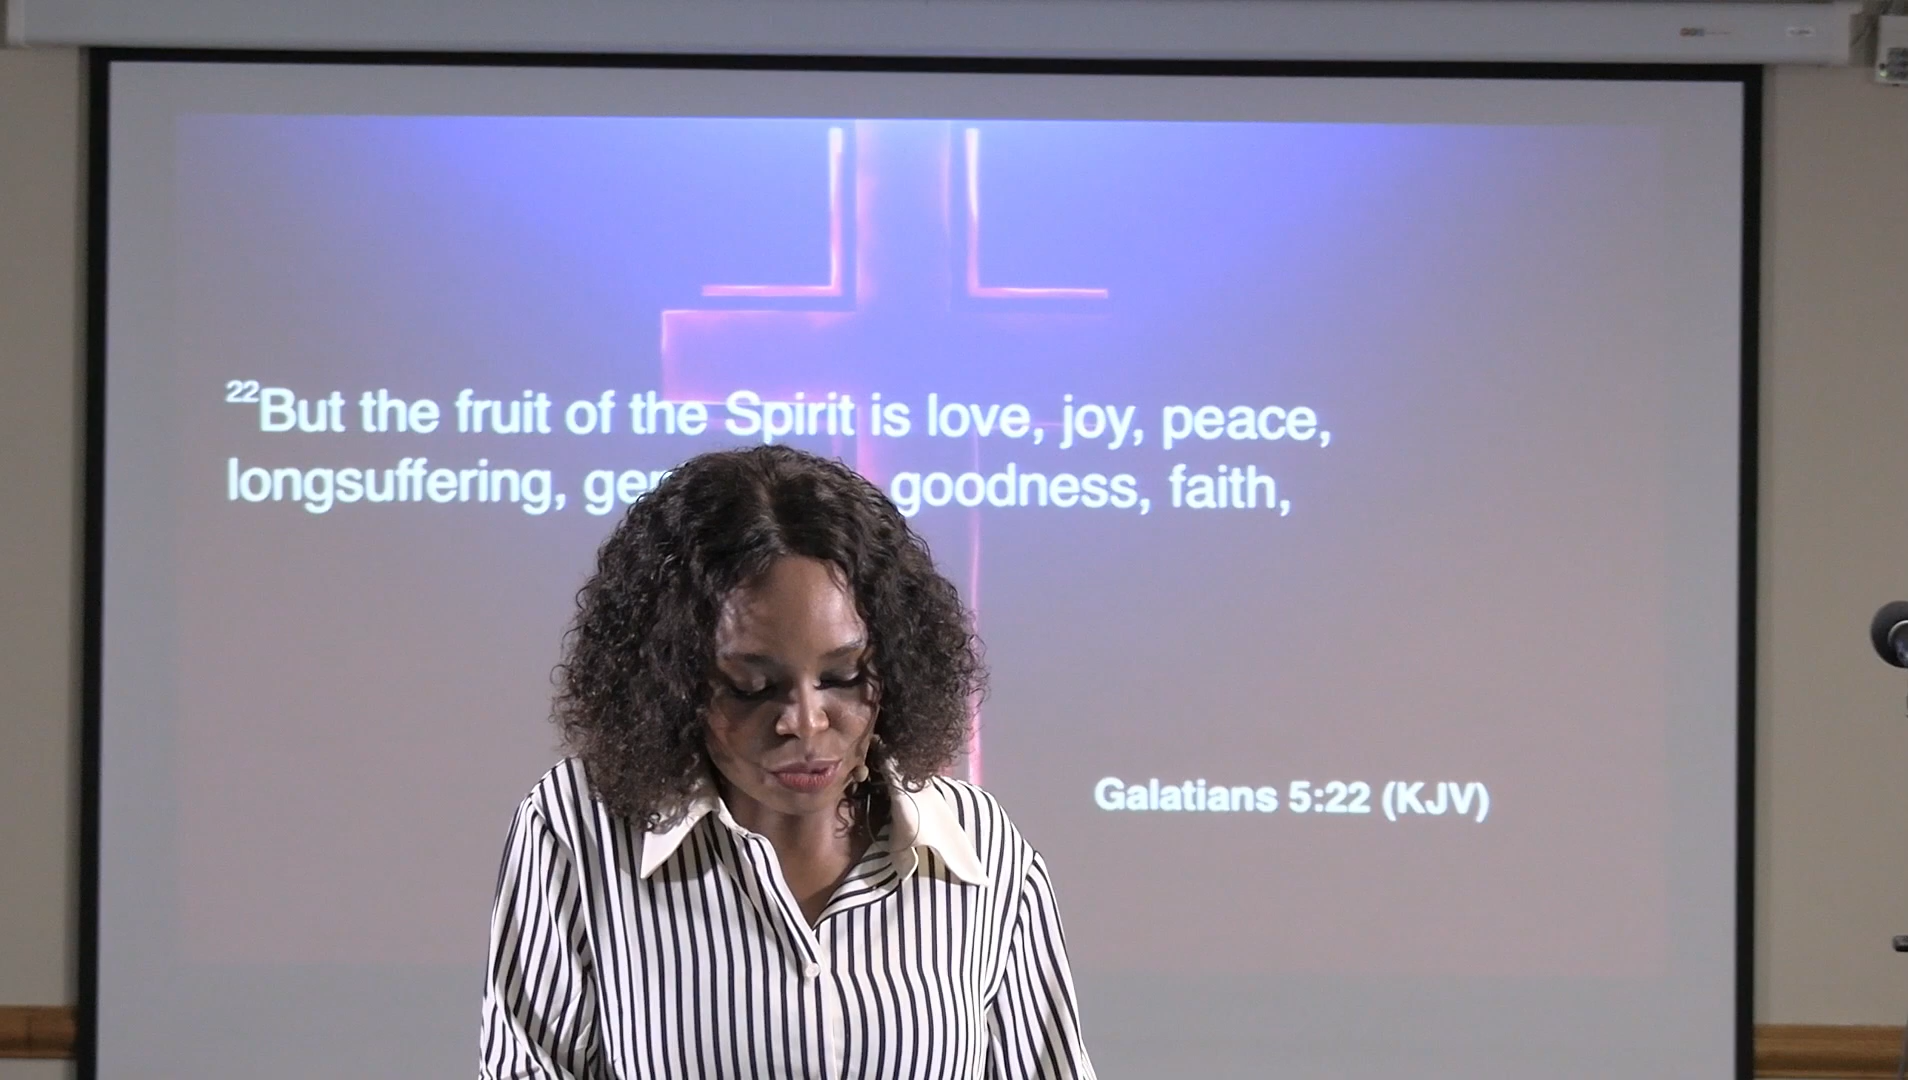 22But the fruit of the Spirit is love, joy, peace,
longsuffering, goodness, faith,
Galatians 5:22 (KJV)